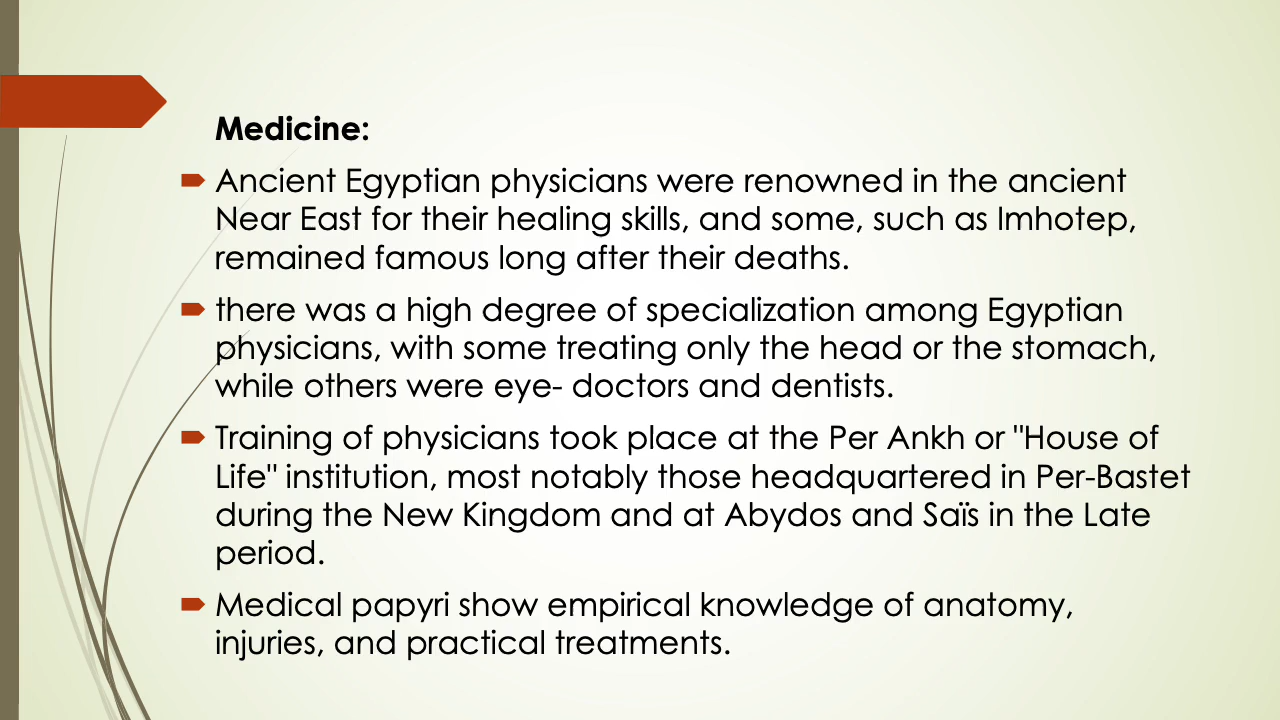 Medicine:
Ancient Egyptian physicians were renowned in the ancient
Near East for their healing skills, and some, such as Imhotep,
remained famous long after their deaths.
there was a high degree of specialization among Egyptian
physicians, with some treating only the head or the stomach,
while others were eye- doctors and dentists.
Training of physicians took place at the Per Ankh or "House of
Life" institution, most notably those headquartered in Per-Bastet
during the New Kingdom and at Abydos and Saïs in the Late
period.
Medical papyri show empirical knowledge of anatomy,
injuries, and practical treatments.